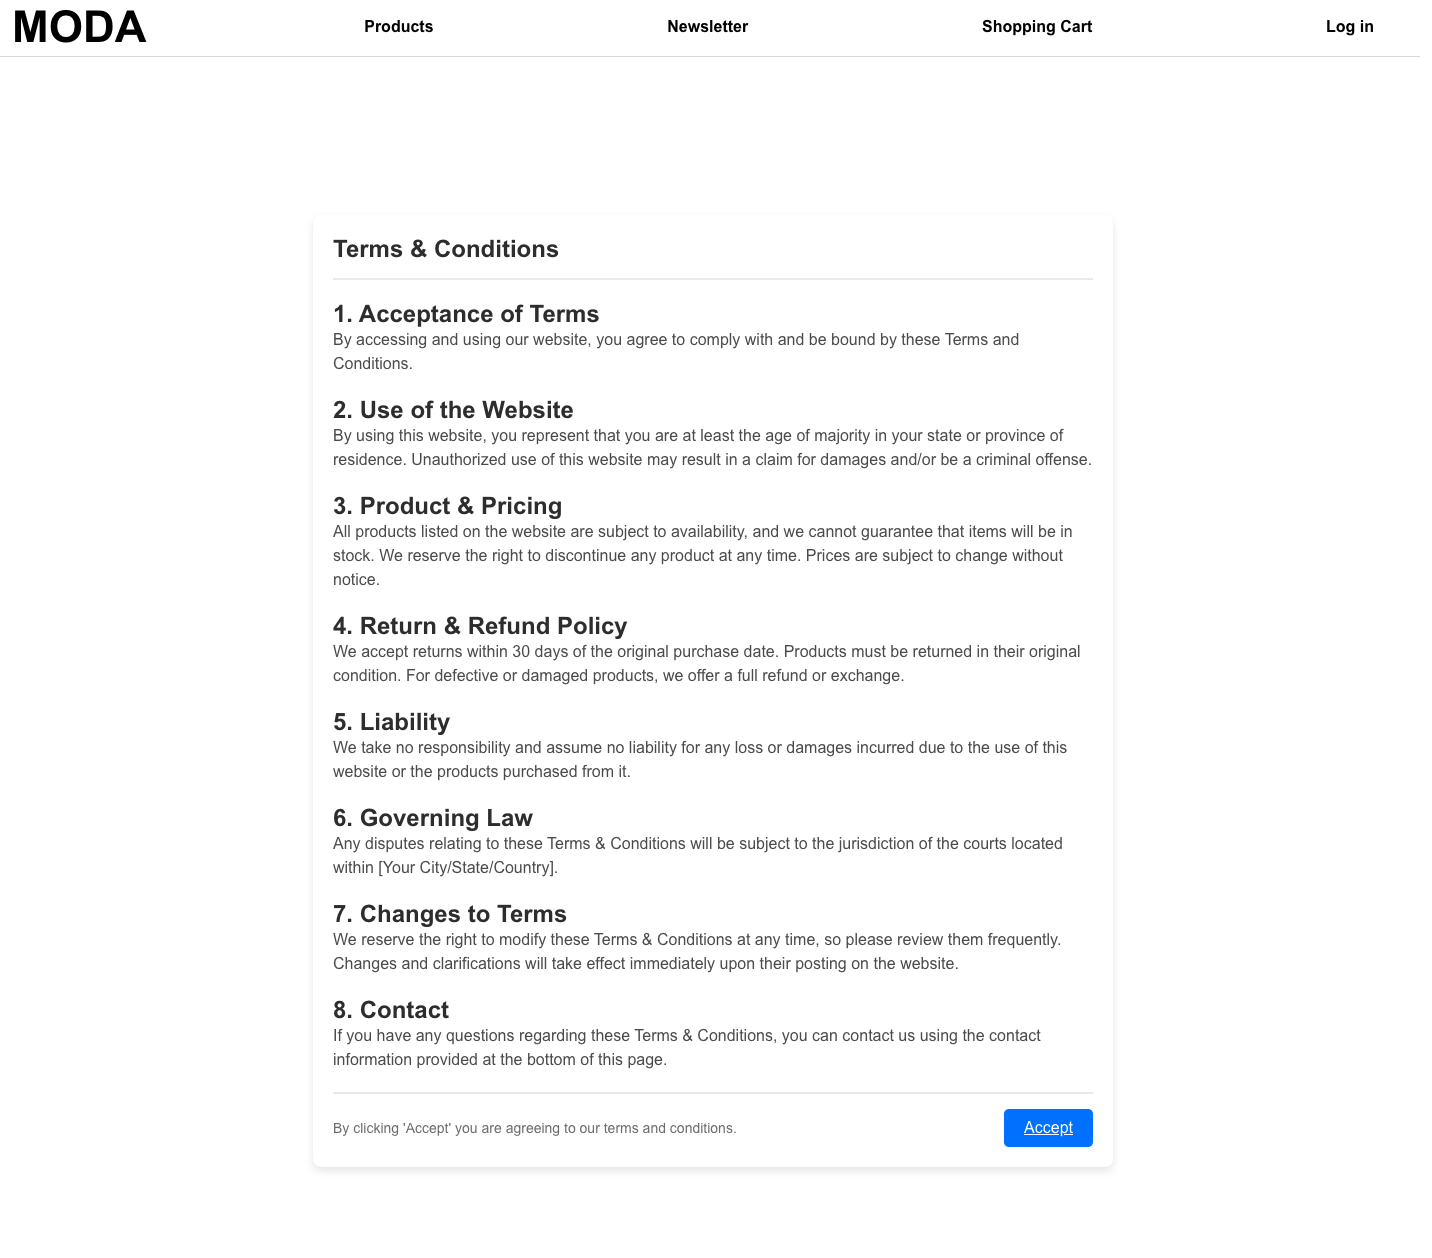 MODA
Products
Newsletter
Shopping Cart
Log in
Terms & Conditions
1. Acceptance of Terms
By accessing and using our website, you agree to comply with and be bound by these Terms and
Conditions.
2. Use of the Website
By using this website, you represent that you are at least the age of majority in your state or province of
residence. Unauthorized use of this website may result in a claim for damages and/or be a criminal offense.
3. Product & Pricing
All products listed on the website are subject to availability, and we cannot guarantee that items will be in
stock. We reserve the right to discontinue any product at any time. Prices are subject to change without
notice.
4. Return & Refund Policy
We accept returns within 30 days of the original purchase date. Products must be returned in their original
condition. For defective or damaged products, we offer a full refund or exchange.
5. Liability
We take no responsibility and assume no liability for any loss or damages incurred due to the use of this
website or the products purchased from it.
6. Governing Law
Any disputes relating to these Terms & Conditions will be subject to the jurisdiction of the courts located
within [Your City/State/Country].
7. Changes to Terms
We reserve the right to modify these Terms & Conditions at any time, so please review them frequently.
Changes and clarifications will take effect immediately upon their posting on the website.
8. Contact
If you have any questions regarding these Terms & Conditions, you can contact us using the contact
information provided at the bottom of this page.
By clicking 'Accept' you are agreeing to our terms and conditions.
Accept